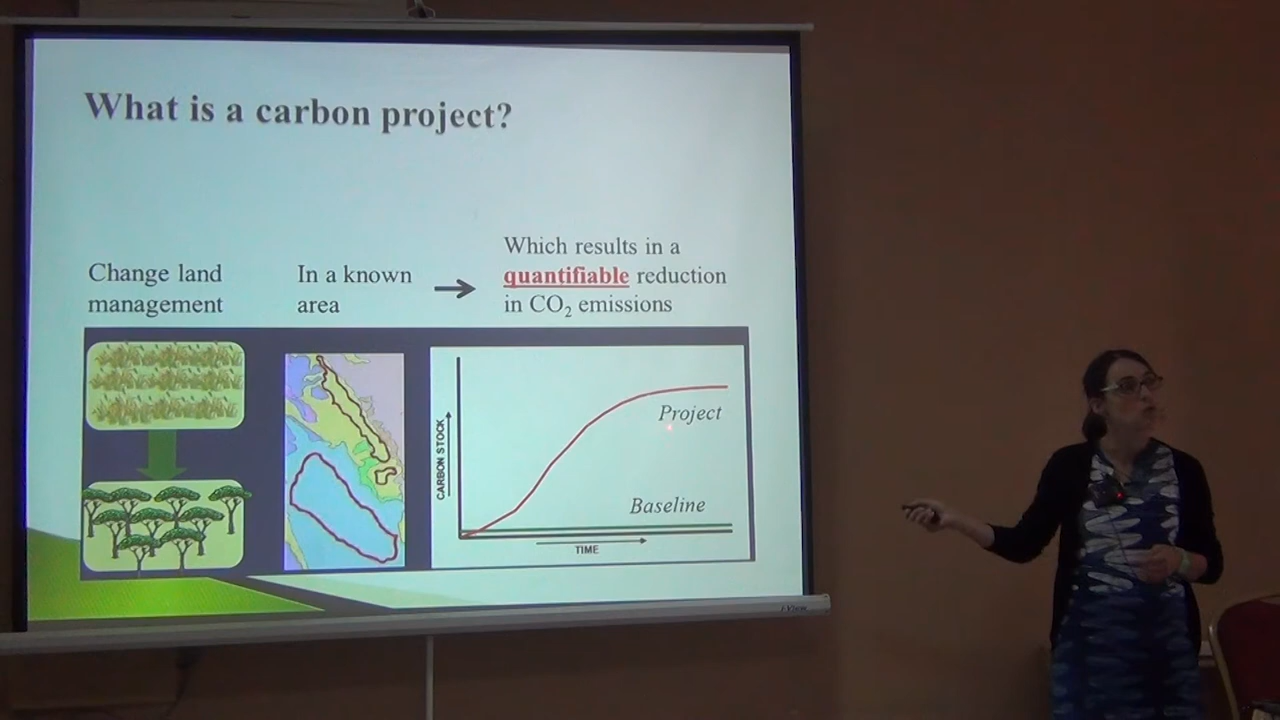 What is a carbon project?
Change land
management
In a known
area
Which results in a
quantifiable reduction
in CO₂ emissions
CARBON STOCK
Project
Baseline
TIME